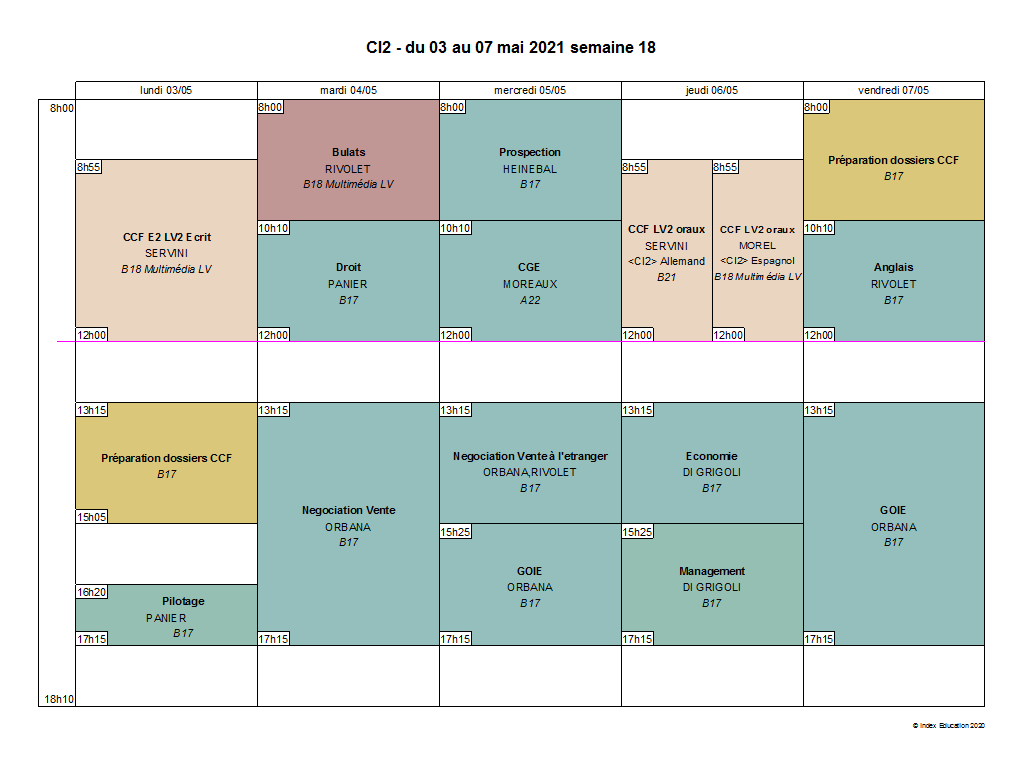 CI2 - du 03 au 07 mai 2021 semaine 18
lundi 03/05
mardi 04/05
mercredi 05/05
jeudi 06/05
vendredi 07/05
8h00
8h55
CCF E2 LV2 Ecrit
SERVINI
B18 Multimédia LV
12h00
13h15
Préparation dossiers CCF
B17
15h05
16h20
Pilotage
PANIER
B17
17h15
18h10
8h00
Bulats
RIVOLET
B18 Multimédia LV
10h10
Droit
PANIER
B17
12h00
13h15
Negociation Vente
ORBANA
B17
17h15
8h00
Prospection
HEINEBAL
B17
10h10
CGE
MOREAUX
A22
12h00
13h15
Negociation Vente à l'etranger
ORBANA,RIVOLET
B17
15h25
GOIE
ORBANA
B17
17h15
8h55
CCF LV2 oraux
SERVINI
<CI2> Allemand
B21
12h00
8h55
CCF LV2 oraux
MOREL
<CI2> Espagnol
B18 Multimédia LV
12h00
13h15
Economie
DI GRIGOLI
B17
15h25
Management
DI GRIGOLI
B17
17h15
8h00
Préparation dossiers CCF
B17
10h10
Anglais
RIVOLET
B17
12h00
13h15
GOIE
ORBANA
B17
17h15
© Index Education 2020